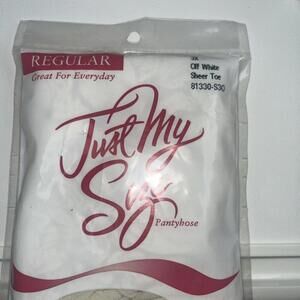 REGULAR
Great For Everyday
3X
Off White
Sheer Toe
81330-S30
Just My
Size
Pantyhose